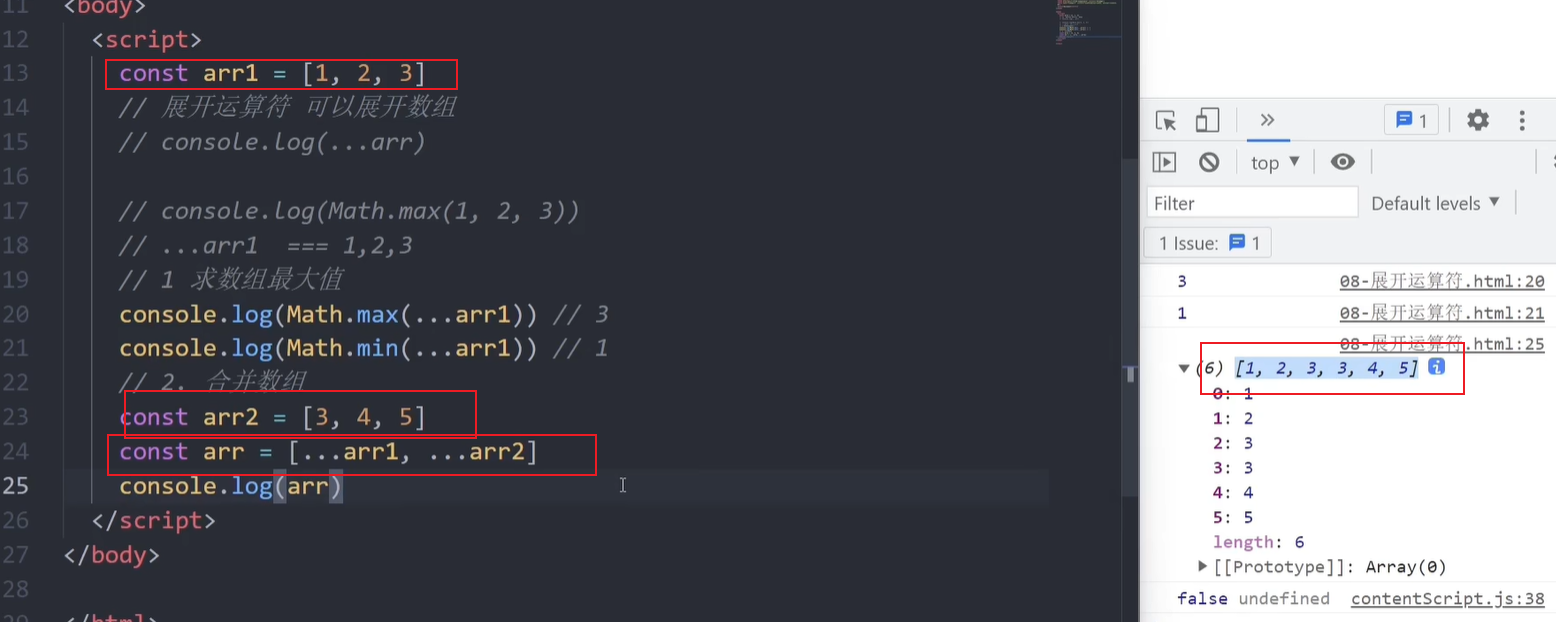 11 <body>
12 <script>
13 const arr1 = [1, 2, 3]
14 // 展开运算符 可以展开数组
15 // console.log(...arr)
16
17 // console.log(Math.max(1, 2, 3))
18 // ...arr1 === 1,2,3
19 // 1 求数组最大值
20 console.log(Math.max(...arr1)) // 3
21 console.log(Math.min(...arr1)) // 1
22 // 2. 合并数组
23 const arr2 = [3, 4, 5]
24 const arr = [...arr1, ...arr2]
25 console.log(arr)
26 </script>
27 </body>
28
29 </html>
1
top
Filter Default levels
1 Issue: 1
3 08-展开运算符.html:20
1 08-展开运算符.html:21
08-展开运算符.html:25
(6) [1, 2, 3, 3, 4, 5]
0: 1
1: 2
2: 3
3: 3
4: 4
5: 5
length: 6
[[Prototype]]: Array(0)
false undefined contentScript.js:38